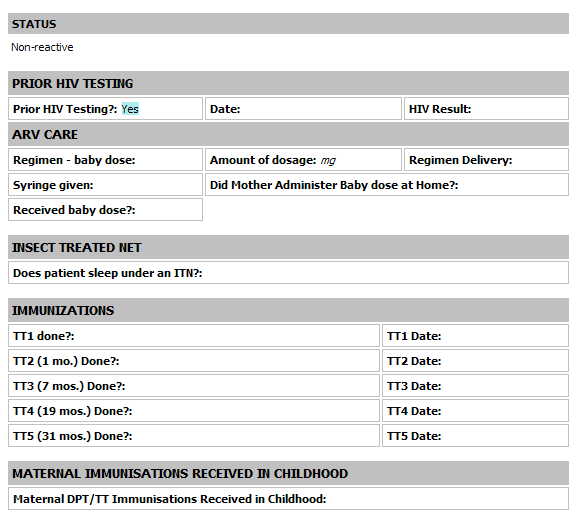 STATUS
Non-reactive
PRIOR HIV TESTING
Prior HIV Testing?: Yes Date: HIV Result:
ARV CARE
Regimen - baby dose: Amount of dosage: mg Regimen Delivery:
Syringe given: Did Mother Administer Baby dose at Home?:
Received baby dose?:
INSECT TREATED NET
Does patient sleep under an ITN?:
IMMUNIZATIONS
TT1 done?: TT1 Date:
TT2 (1 mo.) Done?: TT2 Date:
TT3 (7 mos.) Done?: TT3 Date:
TT4 (19 mos.) Done?: TT4 Date:
TT5 (31 mos.) Done?: TT5 Date:
MATERNAL IMMUNISATIONS RECEIVED IN CHILDHOOD
Maternal DPT/TT Immunisations Received in Childhood: